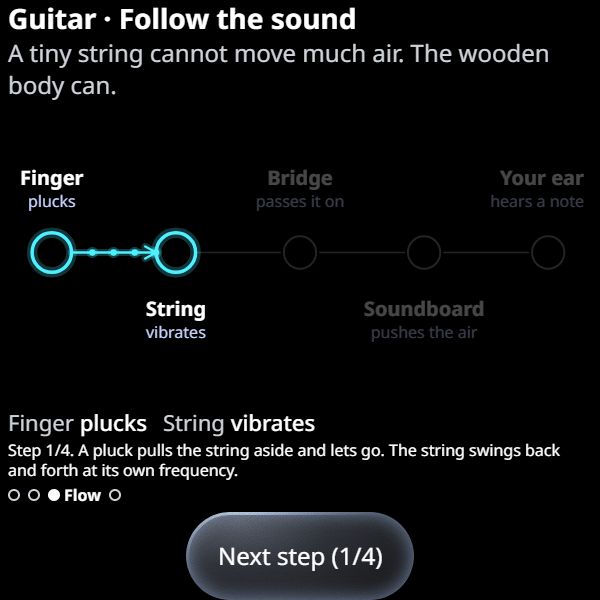 Guitar · Follow the sound
A tiny string cannot move much air. The wooden
body can.
Finger
plucks
Bridge
passes it on
Your ear
hears a note
String
vibrates
Soundboard
pushes the air
Finger plucks String vibrates
Step 1/4. A pluck pulls the string aside and lets go. The string swings back
and forth at its own frequency.
Flow
Next step (1/4)